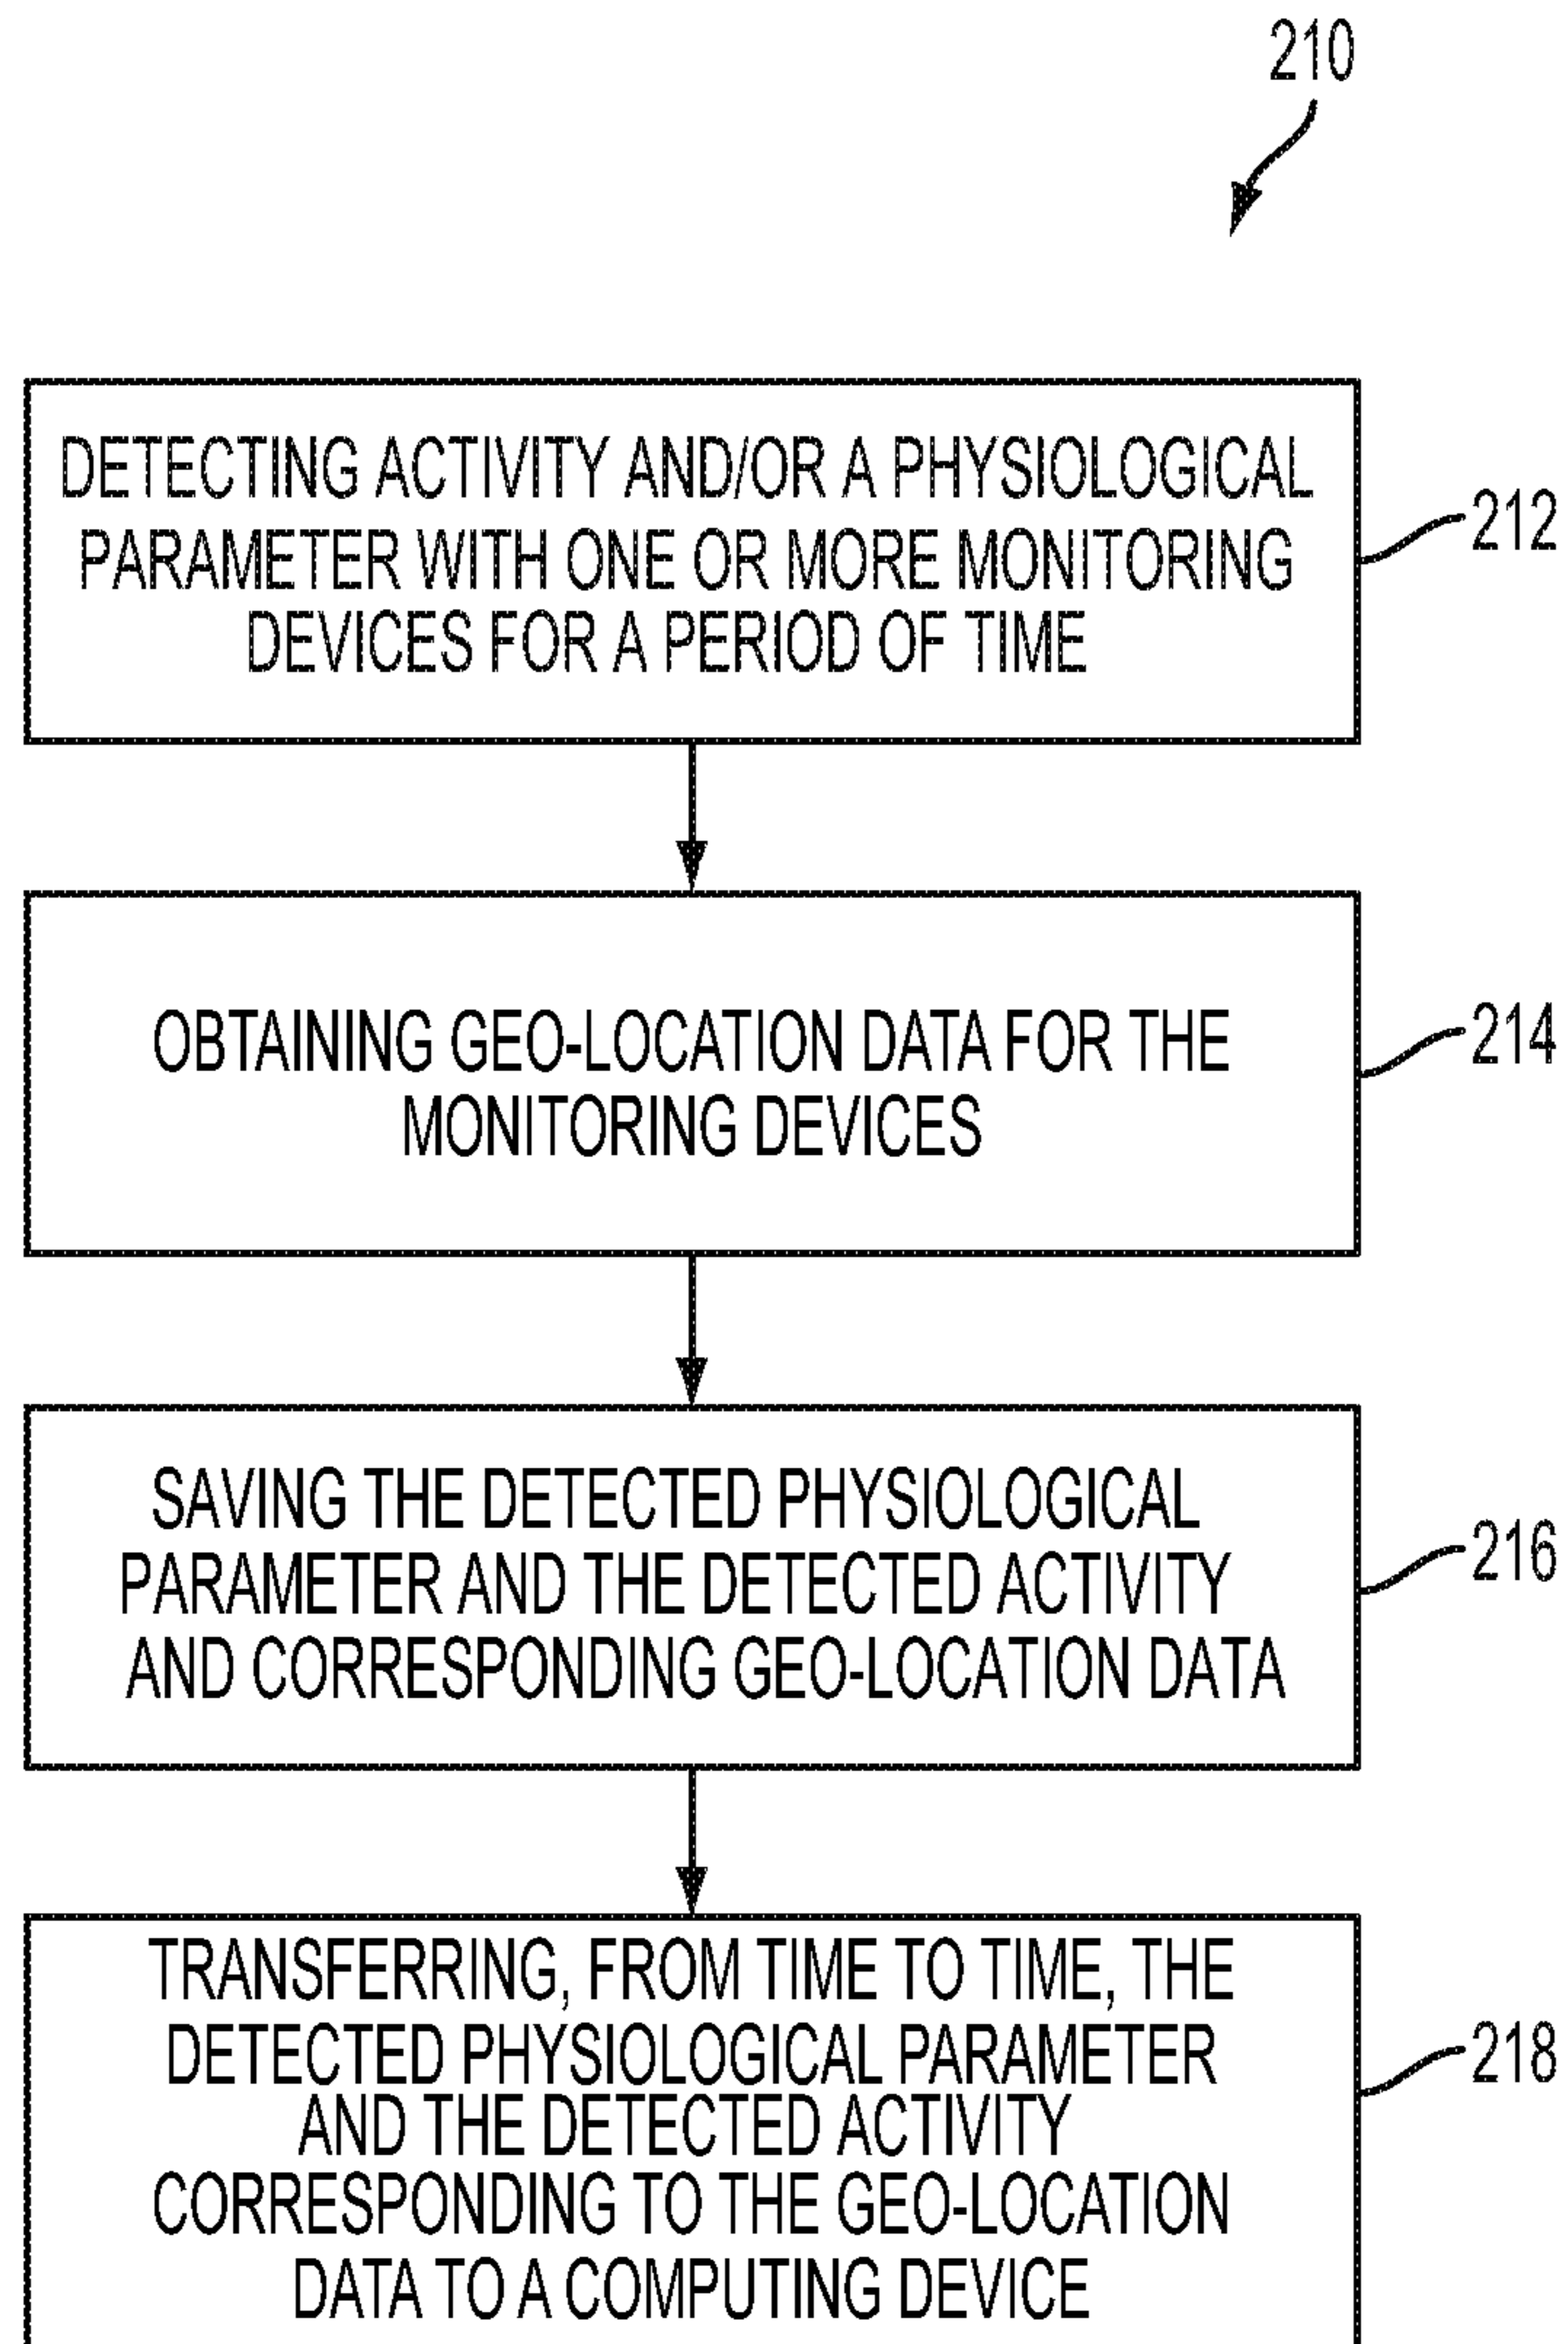 210
DETECTING ACTIVITY AND/OR A PHYSIOLOGICAL
PARAMETER WITH ONE OR MORE MONITORING
DEVICES FOR A PERIOD OF TIME
212
OBTAINING GEO-LOCATION DATA FOR THE
MONITORING DEVICES
214
SAVING THE DETECTED PHYSIOLOGICAL
PARAMETER AND THE DETECTED ACTIVITY
AND CORRESPONDING GEO-LOCATION DATA
216
TRANSFERRING, FROM TIME TO TIME, THE
DETECTED PHYSIOLOGICAL PARAMETER
AND THE DETECTED ACTIVITY
CORRESPONDING TO THE GEO-LOCATION
DATA TO A COMPUTING DEVICE
218